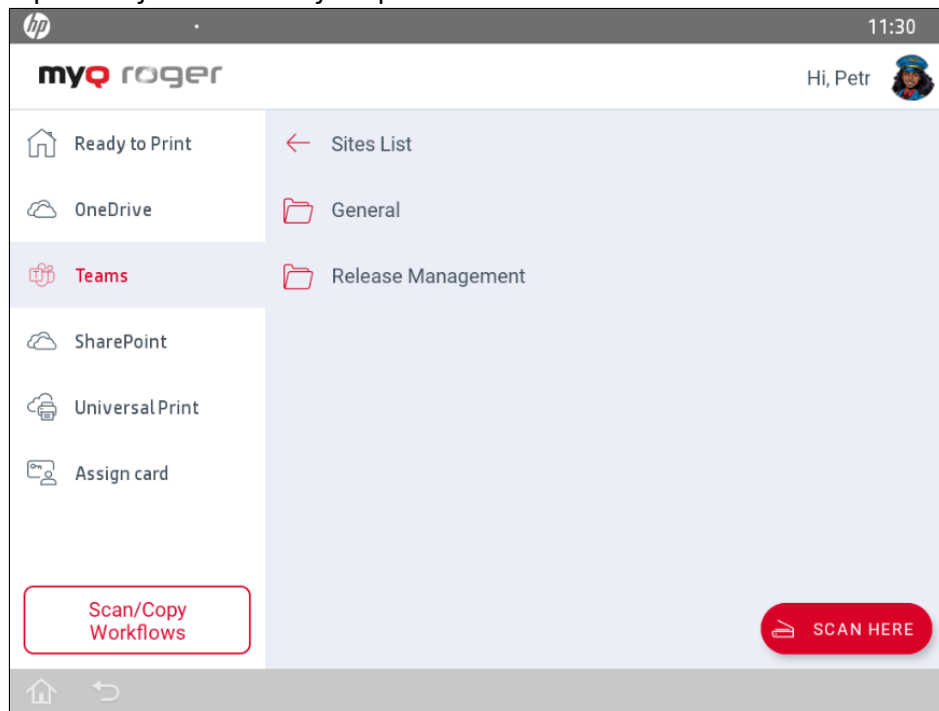 hp
11:30
myQ roger
Hi, Petr
Ready to Print
Sites List
OneDrive
General
Teams
Release Management
SharePoint
Universal Print
Assign card
Scan/Copy
Workflows
SCAN HERE